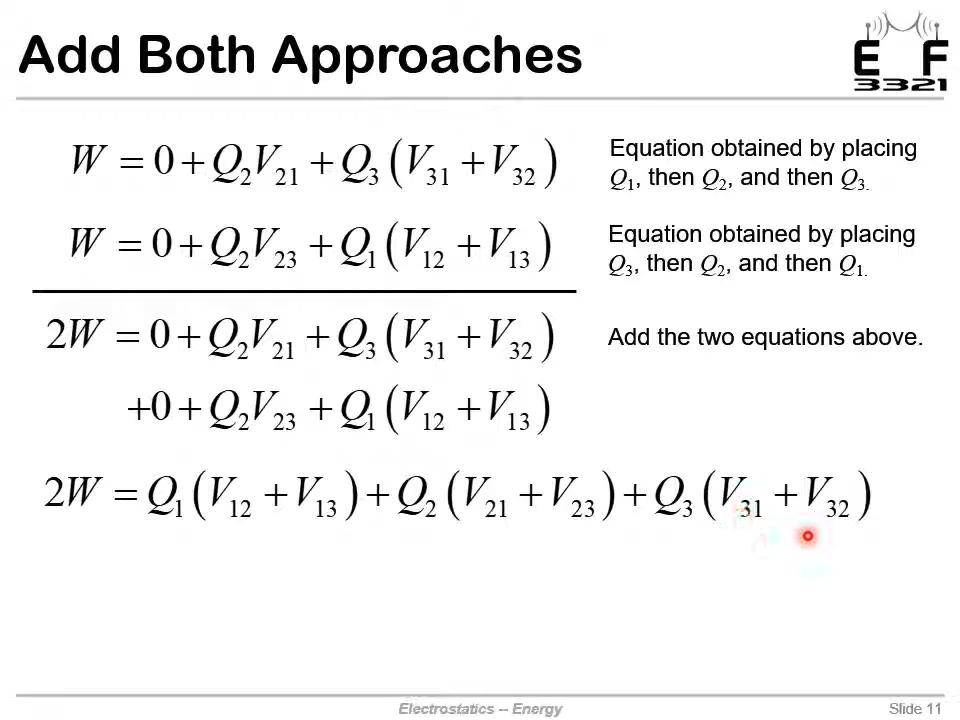 Add Both Approaches
E F
3321
W = 0 + Q₂V₂₁ + Q₃(V₃₁ + V₃₂)
Equation obtained by placing
Q₁, then Q₂, and then Q₃.
W = 0 + Q₂V₂₃ + Q₁(V₁₂ + V₁₃)
Equation obtained by placing
Q₃, then Q₂, and then Q₁.
2W = 0 + Q₂V₂₁ + Q₃(V₃₁ + V₃₂)
Add the two equations above.
+0 + Q₂V₂₃ + Q₁(V₁₂ + V₁₃)
2W = Q₁(V₁₂ + V₁₃) + Q₂(V₂₁ + V₂₃) + Q₃(V₃₁ + V₃₂)
Electrostatics -- Energy
Slide 11